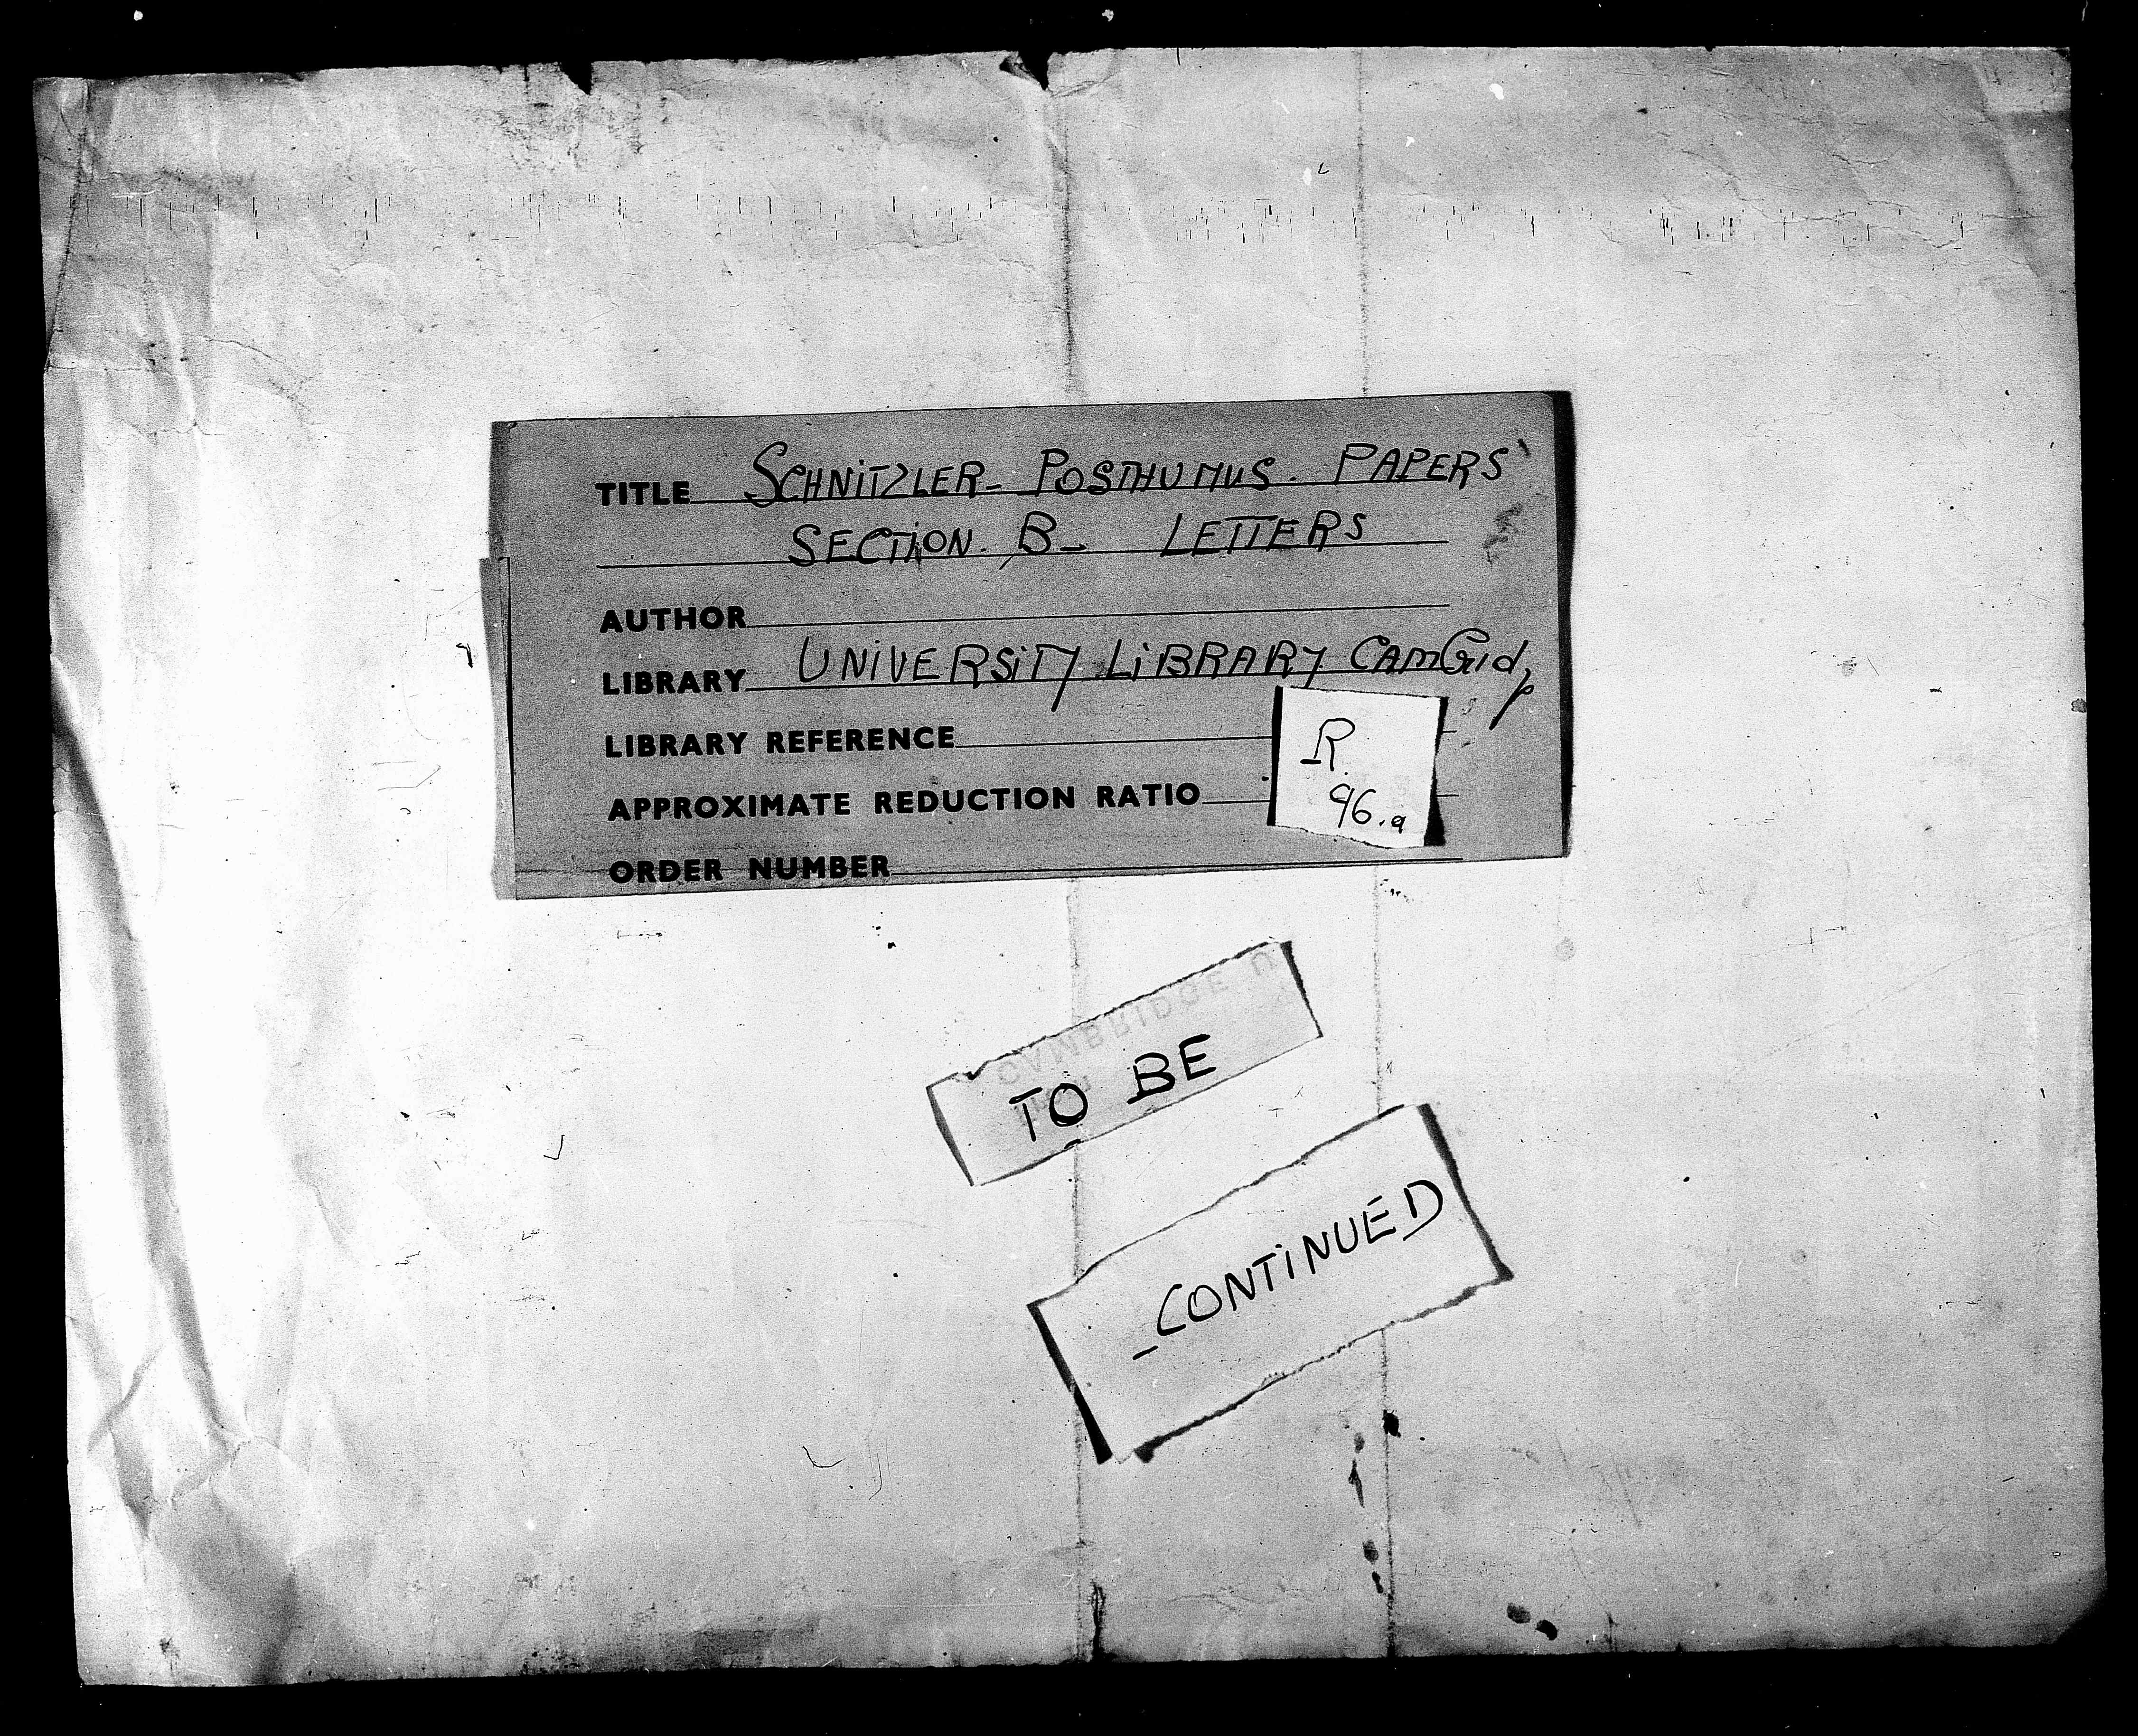 TITLE SCHNITZLER- POSTHUMUS. PAPERS
SECTION. B- LETTERS
AUTHOR
LIBRARY UNIVERSITY LIBRARY
LIBRARY REFERENCE
R.
APPROXIMATE REDUCTION RATIO
96.a
ORDER NUMBER
CAMBRIDGE U
TO BE
-CONTINUED